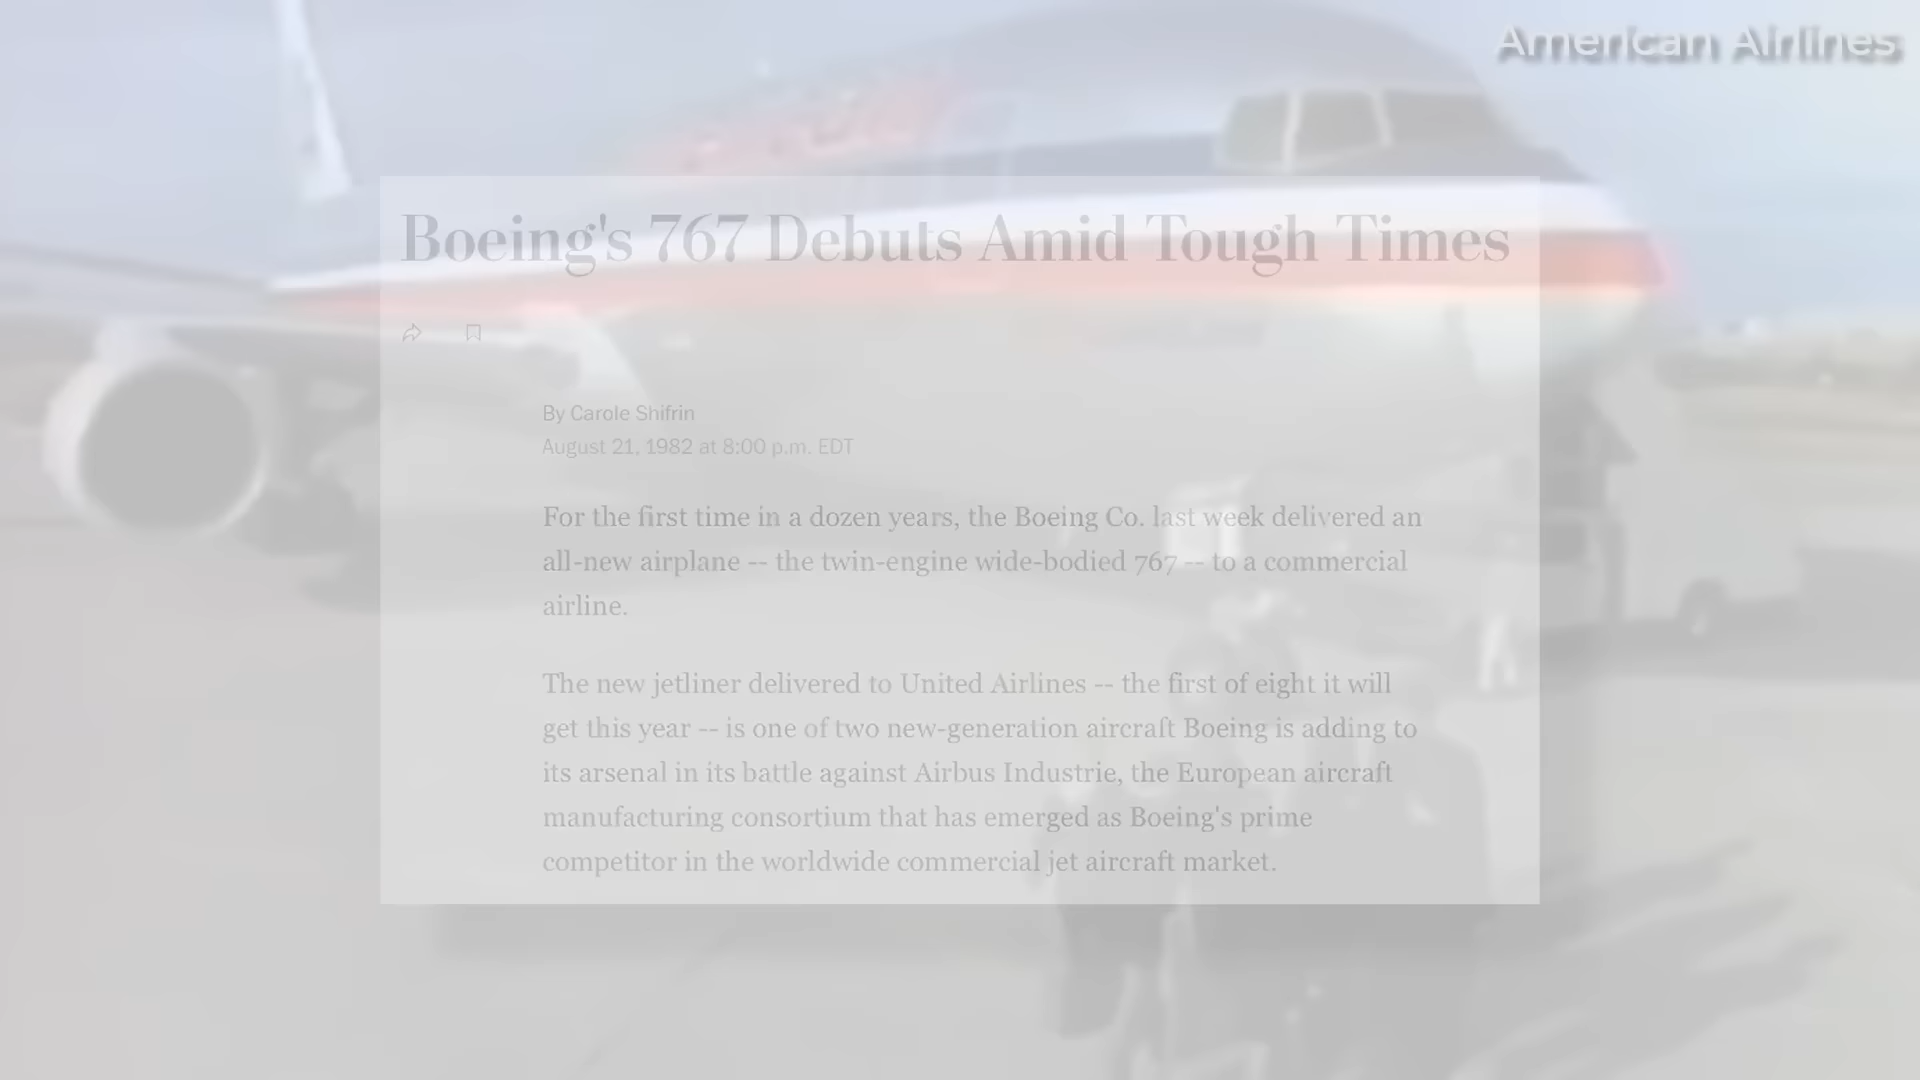 American Airlines
Boeing's 767 Debuts Amid Tough Times
By Carole Shifrin
August 21, 1982 at 8:00 p.m. EDT
For the first time in a dozen years, the Boeing Co. last week delivered an
all-new airplane -- the twin-engine wide-bodied 767 -- to a commercial
airline.
The new jetliner delivered to United Airlines -- the first of eight it will
get this year -- is one of two new-generation aircraft Boeing is adding to
its arsenal in its battle against Airbus Industrie, the European aircraft
manufacturing consortium that has emerged as Boeing's prime
competitor in the worldwide commercial jet aircraft market.